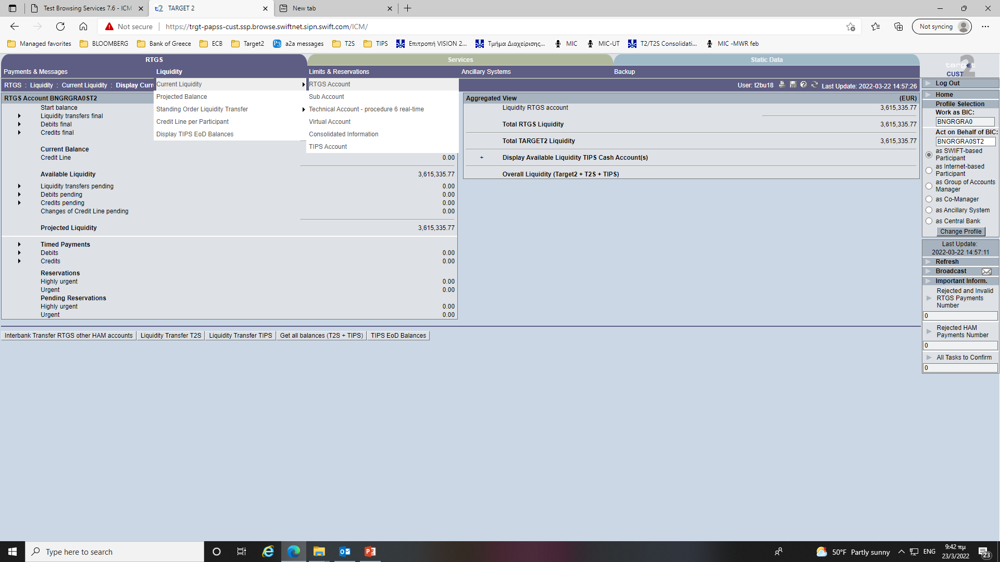 Test Browsing Services 7.6 - ICM
TARGET 2
New tab
Not secure
https://trgt-papss-cust.ssp.browse.swiftnet.sipn.swift.com/ICM/
Not syncing
Managed favorites
BLOOMBERG
Bank of Greece
ECB
Target2
a2a messages
T2S
TIPS
Επιτροπή VISION 2...
Τμήμα Διαχείρισης...
MIC
MIC-UT
T2/T2S Consolidati...
MIC -MWR feb
RTGS
Services
Static Data
Payments & Messages
Liquidity
Limits & Reservations
Ancillary Systems
Backup
target2
CUST
RTGS : Liquidity : Current Liquidity : Display Curr
User: t2bu18
Last Update: 2022-03-22 14:57:26
Current Liquidity
Projected Balance
Standing Order Liquidity Transfer
Credit Line per Participant
Display TIPS EoD Balances
RTGS Account
Sub Account
Technical Account - procedure 6 real-time
Virtual Account
Consolidated Information
TIPS Account
RTGS Account BNGRGRA0ST2
Start balance
Liquidity transfers final
Debits final
Credits final
Current Balance
Credit Line 0.00
Available Liquidity 3,615,335.77
Liquidity transfers pending 0.00
Debits pending 0.00
Credits pending 0.00
Changes of Credit Line pending 0.00
Projected Liquidity 3,615,335.77
Timed Payments
Debits 0.00
Credits 0.00
Reservations
Highly urgent 0.00
Urgent 0.00
Pending Reservations
Highly urgent 0.00
Urgent 0.00
Aggregated View (EUR)
Liquidity RTGS account 3,615,335.77
Total RTGS Liquidity 3,615,335.77
Total TARGET2 Liquidity 3,615,335.77
+ Display Available Liquidity TIPS Cash Account(s)
Overall Liquidity (Target2 + T2S + TIPS)
Interbank Transfer RTGS other HAM accounts
Liquidity Transfer T2S
Liquidity Transfer TIPS
Get all balances (T2S + TIPS)
TIPS EoD Balances
Log Out
Home
Profile Selection
Work as BIC:
BNGRGRA0
Act on Behalf of BIC:
BNGRGRA0ST2
as SWIFT-based
Participant
as Internet-based
Participant
as Group of Accounts
Manager
as Co-Manager
as Ancillary System
as Central Bank
Change Profile
Last Update:
2022-03-22 14:57:11
Refresh
Broadcast
Important Inform.
Rejected and Invalid
RTGS Payments
Number
0
Rejected HAM
Payments Number
0
All Tasks to Confirm
0
Type here to search
50°F Partly sunny
ENG
9:42 πμ
23/3/2022
23